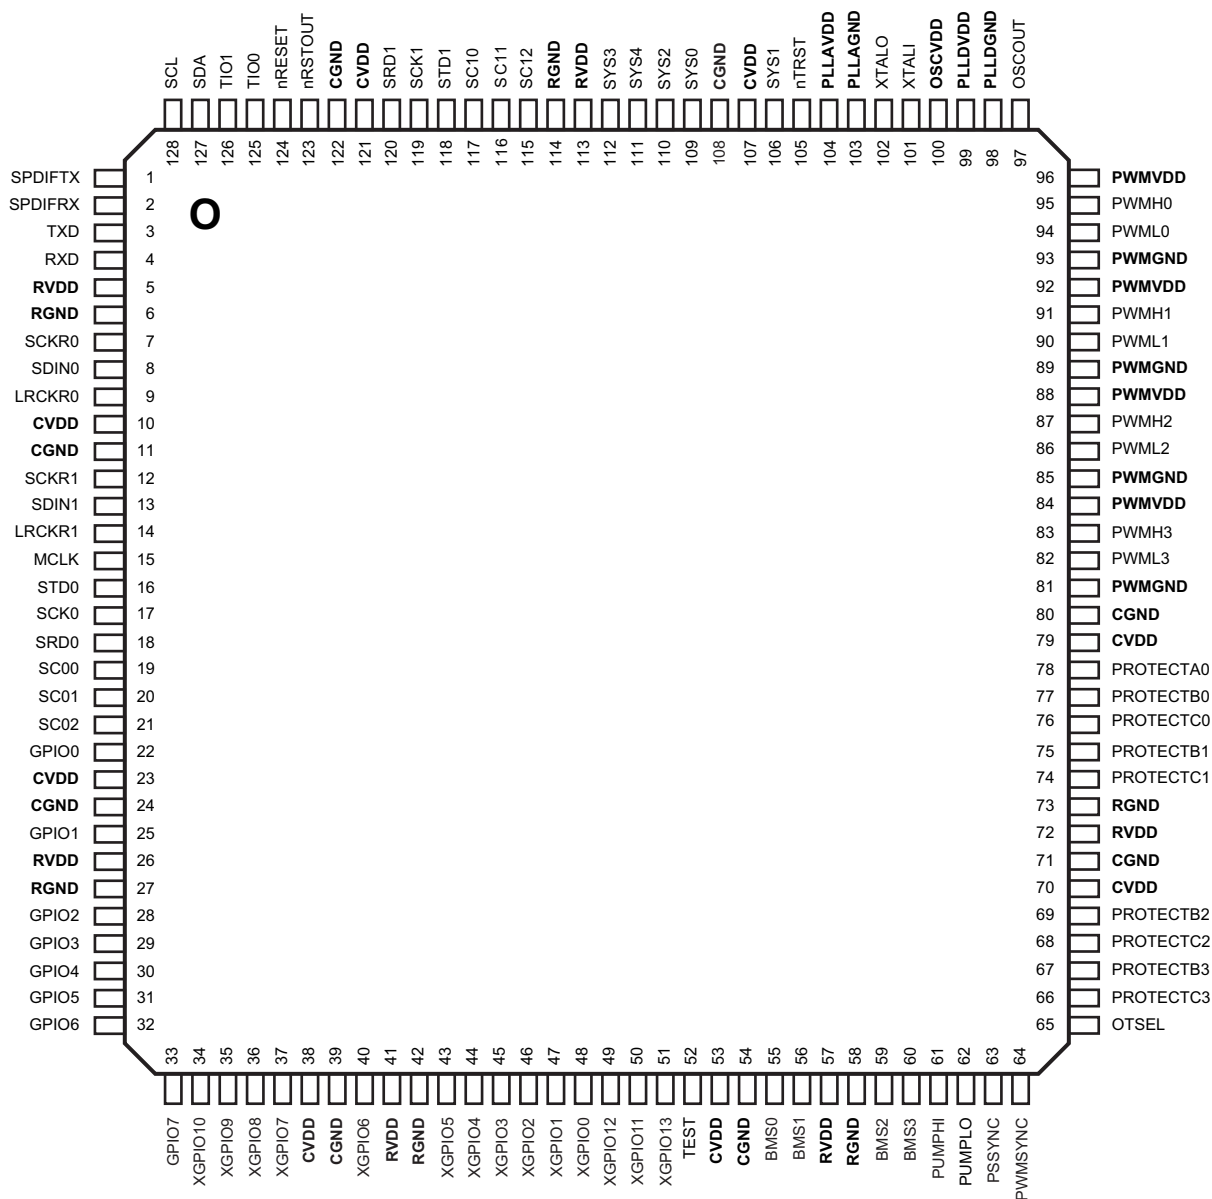 SCL SDA TIO1 TIO0 nRESET nRSTOUT CGND CVDD SRD1 SCK1 STD1 SC10 SC11 SC12 RGND RVDD SYS3 SYS4 SYS2 SYS0 CGND CVDD SYS1 nTRST PLLAVDD PLLAGND XTALO XTALI OSCVDD PLLDVDD PLLDGND OSCOUT
128 127 126 125 124 123 122 121 120 119 118 117 116 115 114 113 112 111 110 109 108 107 106 105 104 103 102 101 100 99 98 97
SPDIFTX 1 96 PWMVDD
SPDIFRX 2 95 PWMH0
O
TXD 3 94 PWML0
RXD 4 93 PWMGND
RVDD 5 92 PWMVDD
RGND 6 91 PWMH1
SCKR0 7 90 PWML1
SDIN0 8 89 PWMGND
LRCKR0 9 88 PWMVDD
CVDD 10 87 PWMH2
CGND 11 86 PWML2
SCKR1 12 85 PWMGND
SDIN1 13 84 PWMVDD
LRCKR1 14 83 PWMH3
MCLK 15 82 PWML3
STD0 16 81 PWMGND
SCK0 17 80 CGND
SRD0 18 79 CVDD
SC00 19 78 PROTECTA0
SC01 20 77 PROTECTB0
SC02 21 76 PROTECTC0
GPIO0 22 75 PROTECTB1
CVDD 23 74 PROTECTC1
CGND 24 73 RGND
GPIO1 25 72 RVDD
RVDD 26 71 CGND
RGND 27 70 CVDD
GPIO2 28 69 PROTECTB2
GPIO3 29 68 PROTECTC2
GPIO4 30 67 PROTECTB3
GPIO5 31 66 PROTECTC3
GPIO6 32 65 OTSEL
33 34 35 36 37 38 39 40 41 42 43 44 45 46 47 48 49 50 51 52 53 54 55 56 57 58 59 60 61 62 63 64
GPIO7 XGPIO10 XGPIO9 XGPIO8 XGPIO7 CVDD CGND XGPIO6 RVDD RGND XGPIO5 XGPIO4 XGPIO3 XGPIO2 XGPIO1 XGPIO0 XGPIO12 XGPIO11 XGPIO13 TEST CVDD CGND BMS0 BMS1 RVDD RGND BMS2 BMS3 PUMPHI PUMPLO PSSYNC PWMSYNC